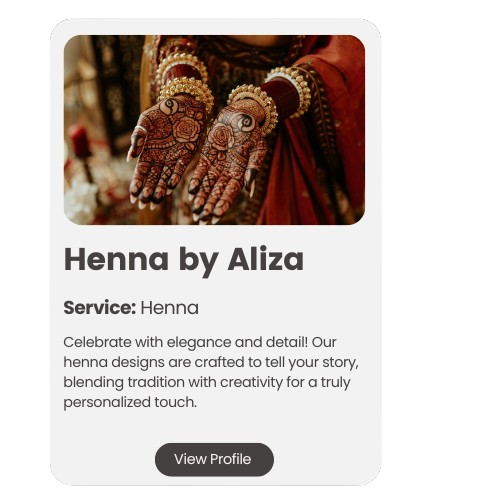 Henna by Aliza
Service: Henna
Celebrate with elegance and detail! Our
henna designs are crafted to tell your story,
blending tradition with creativity for a truly
personalized touch.
View Profile